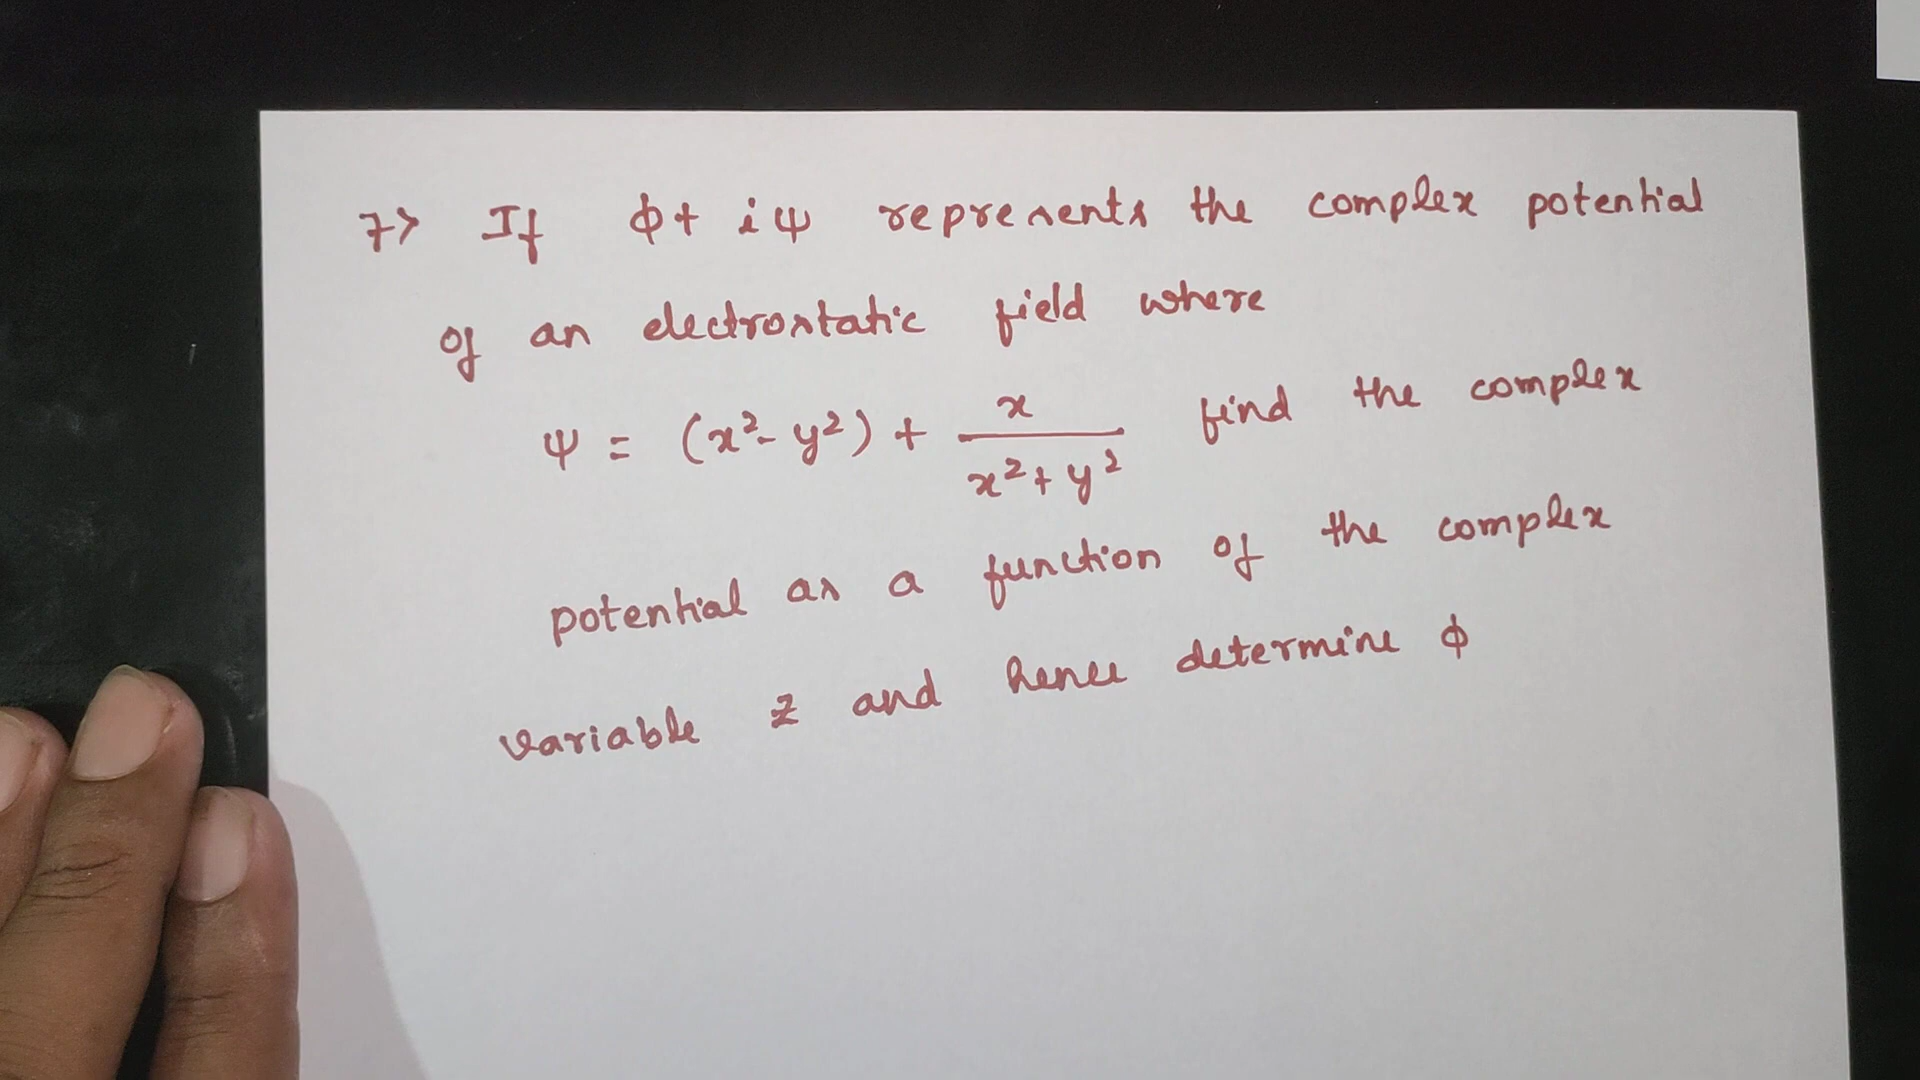 7> If ϕ + iψ represents the complex potential
of an electrostatic field where
ψ = (x² - y²) + x / (x² + y²) find the complex
potential as a function of the complex
variable z and hence determine ϕ